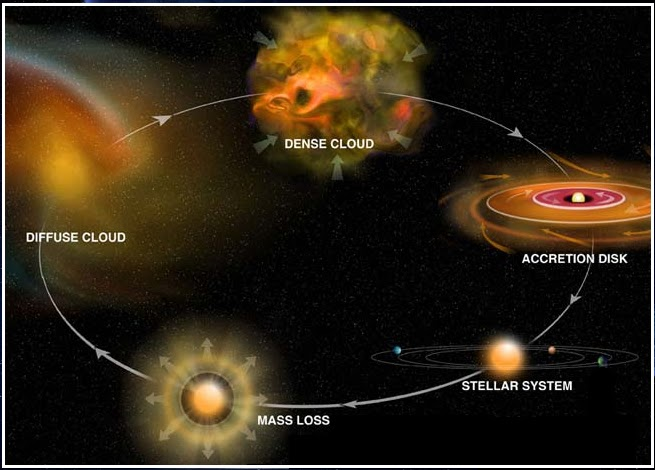 DENSE CLOUD
DIFFUSE CLOUD
ACCRETION DISK
STELLAR SYSTEM
MASS LOSS